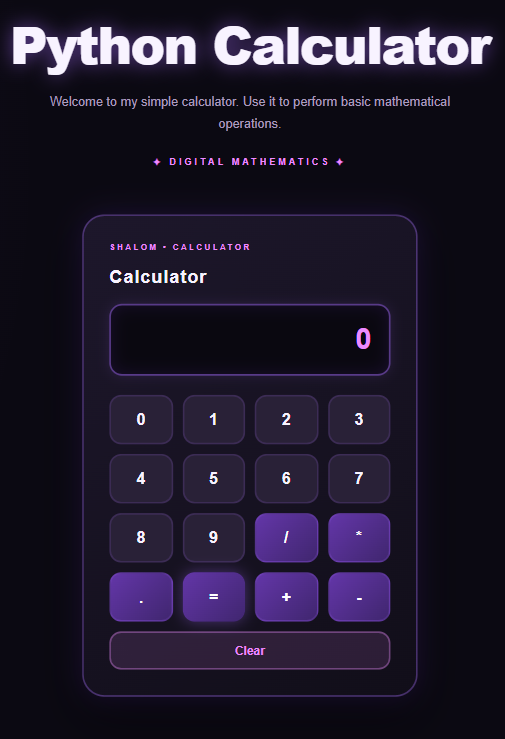 Python Calculator
Welcome to my simple calculator. Use it to perform basic mathematical
operations.
✦ DIGITAL MATHEMATICS ✦
SHALOM • CALCULATOR
Calculator
0
0 1 2 3
4 5 6 7
8 9 / *
. = + -
Clear